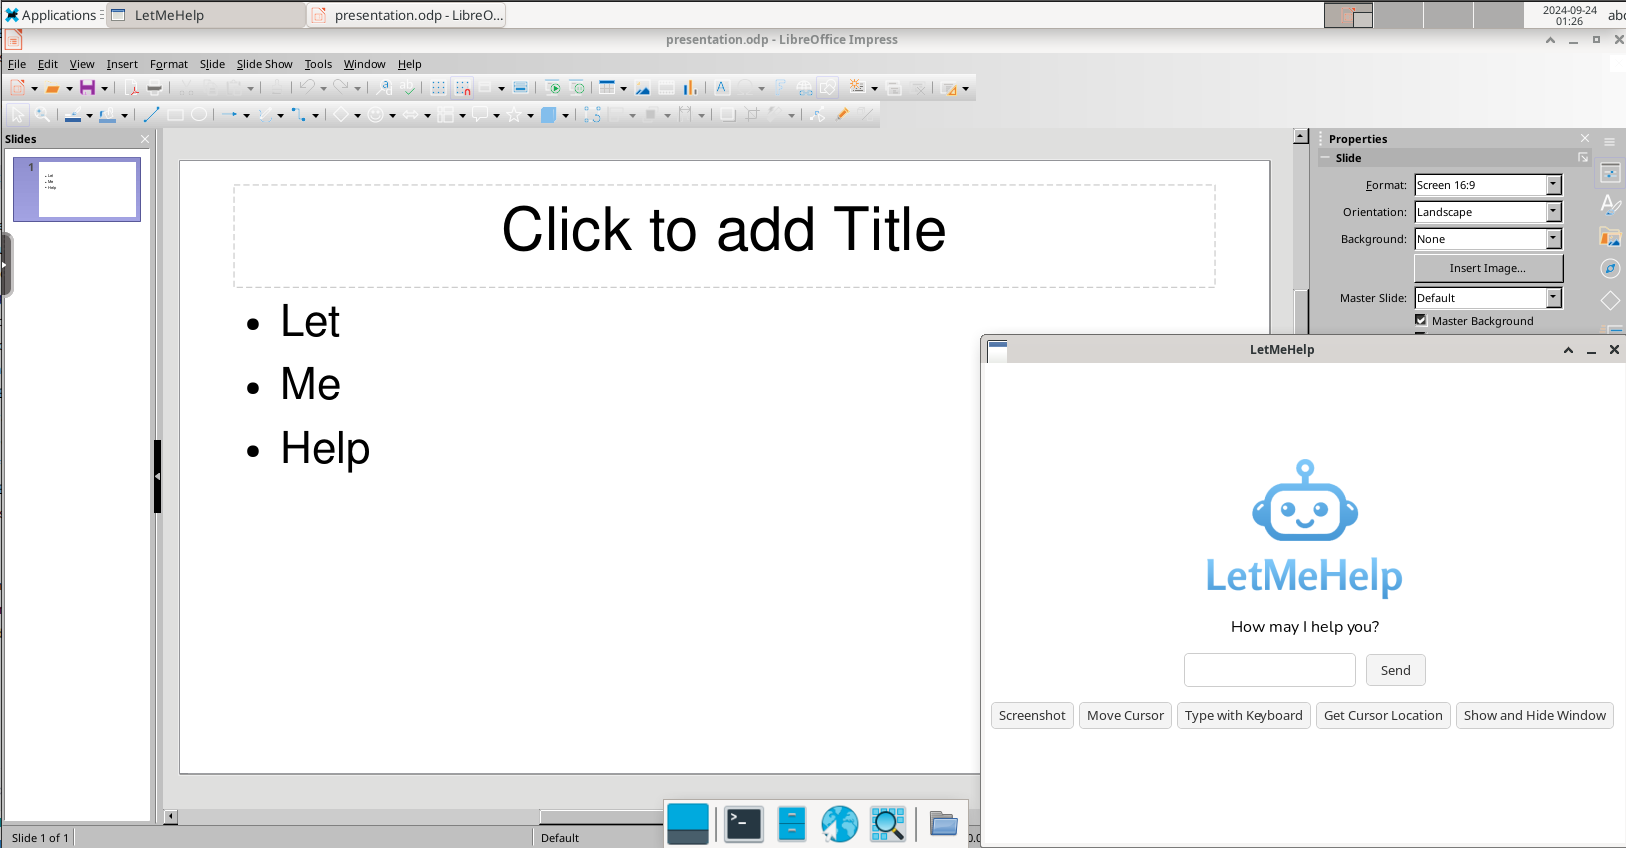 Applications
LetMeHelp
presentation.odp - LibreO...
2024-09-24
01:26
presentation.odp - LibreOffice Impress
File Edit View Insert Format Slide Slide Show Tools Window Help
Slides
1
Let
Me
Help
Click to add Title
• Let
• Me
• Help
Properties
Slide
Format: Screen 16:9
Orientation: Landscape
Background: None
Insert Image...
Master Slide: Default
Master Background
LetMeHelp
LetMeHelp
How may I help you?
Send
Screenshot Move Cursor Type with Keyboard Get Cursor Location Show and Hide Window
Slide 1 of 1
Default